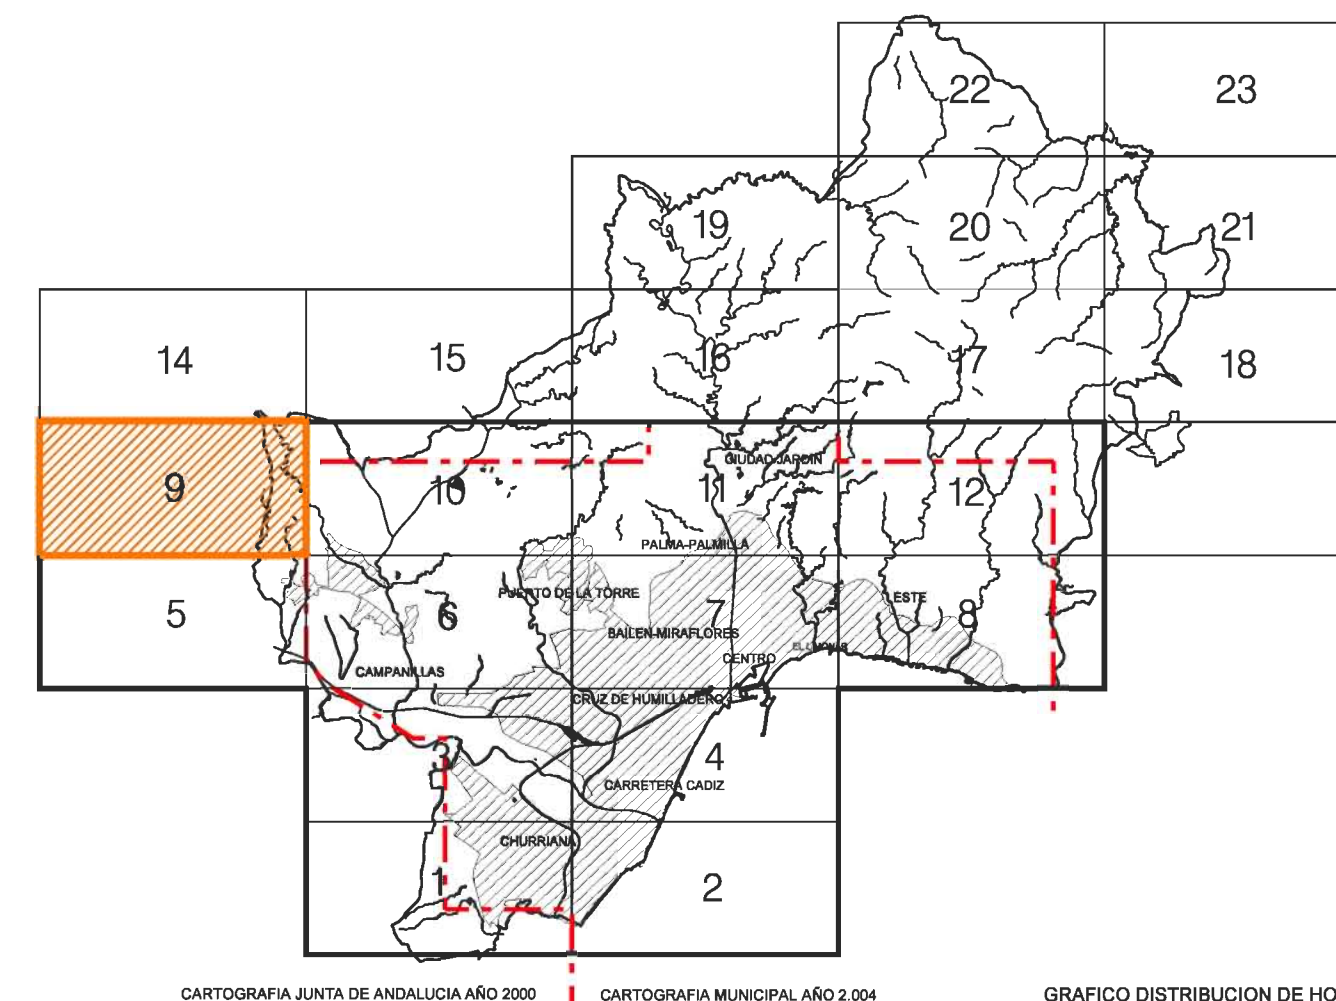 22
23
19
20
21
14
15
16
17
18
CIUDAD JARDIN
9
10
11
12
PALMA-PALMILLA
PUERTO DE LA TORRE
ESTE
5
6
7
8
BAILEN-MIRAFLORES
CENTRO
CAMPANILLAS
CRUZ DE HUMILLADERO
3
4
CARRETERA CADIZ
CHURRIANA
1
2
CARTOGRAFIA JUNTA DE ANDALUCIA AÑO 2000
CARTOGRAFIA MUNICIPAL AÑO 2.004
GRAFICO DISTRIBUCION DE HO